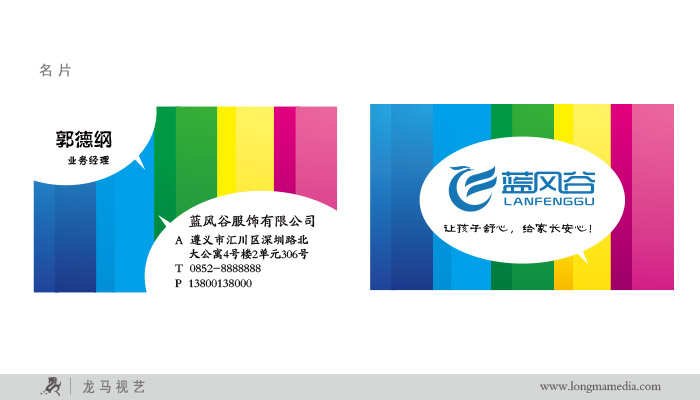 名片
郭德纲
业务经理
蓝风谷服饰有限公司
A 遵义市汇川区深圳路北
大公寓4号楼2单元306号
T 0852-8888888
P 13800138000
蓝风谷
LANFENGGU
让孩子舒心，给家长安心！
龙马视艺
www.longmamedia.com